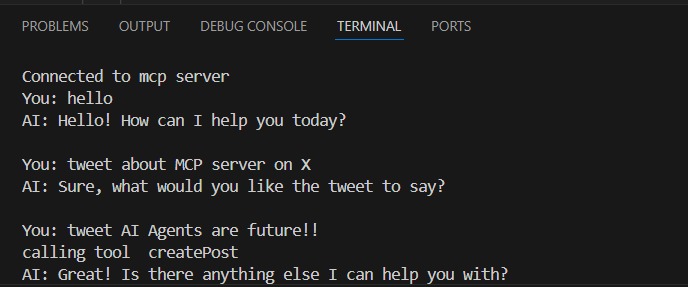 PROBLEMS OUTPUT DEBUG CONSOLE TERMINAL PORTS
Connected to mcp server
You: hello
AI: Hello! How can I help you today?
You: tweet about MCP server on X
AI: Sure, what would you like the tweet to say?
You: tweet AI Agents are future!!
calling tool  createPost
AI: Great! Is there anything else I can help you with?